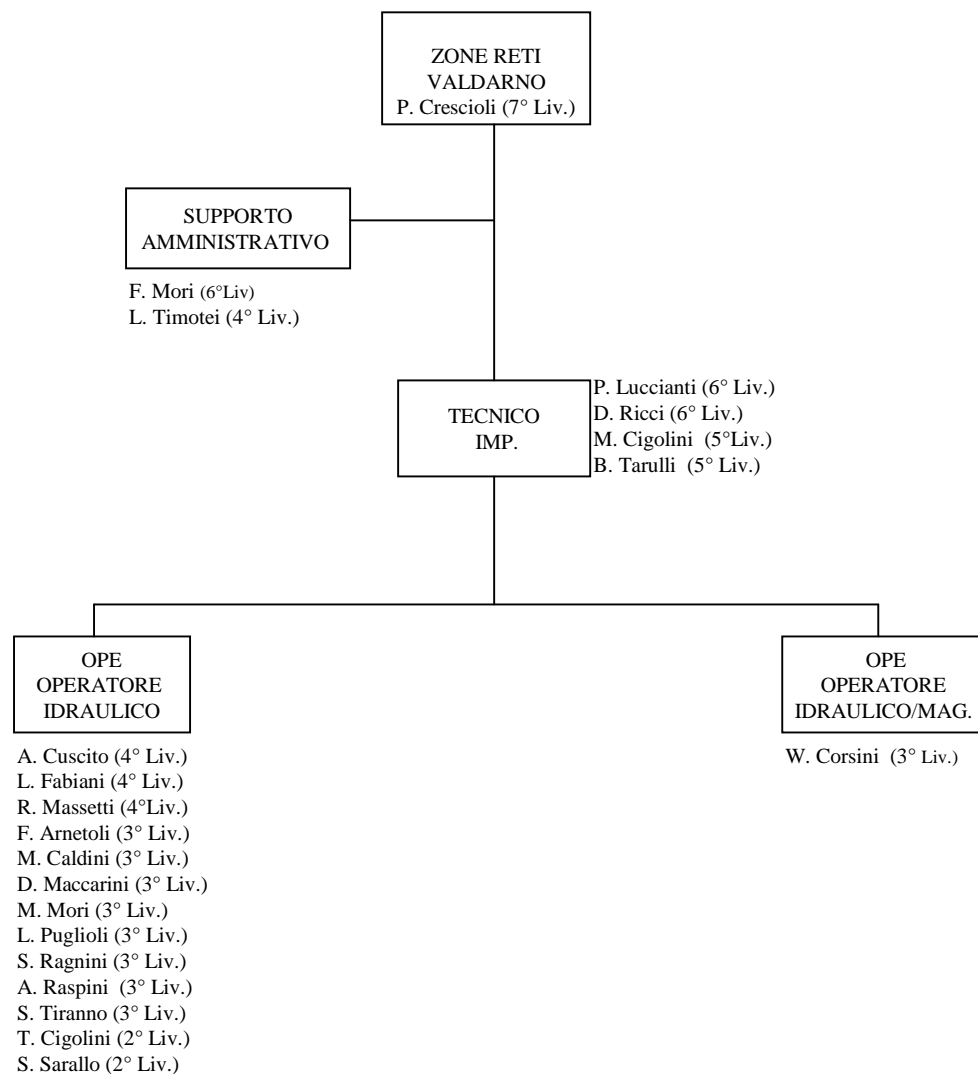 ZONE RETI
VALDARNO
P. Crescioli (7° Liv.)
SUPPORTO
AMMINISTRATIVO
F. Mori (6°Liv)
L. Timotei (4° Liv.)
TECNICO
IMP.
P. Luccianti (6° Liv.)
D. Ricci (6° Liv.)
M. Cigolini (5°Liv.)
B. Tarulli (5° Liv.)
OPE
OPERATORE
IDRAULICO
A. Cuscito (4° Liv.)
L. Fabiani (4° Liv.)
R. Massetti (4°Liv.)
F. Arnetoli (3° Liv.)
M. Caldini (3° Liv.)
D. Maccarini (3° Liv.)
M. Mori (3° Liv.)
L. Puglioli (3° Liv.)
S. Ragnini (3° Liv.)
A. Raspini (3° Liv.)
S. Tiranno (3° Liv.)
T. Cigolini (2° Liv.)
S. Sarallo (2° Liv.)
OPE
OPERATORE
IDRAULICO/MAG.
W. Corsini (3° Liv.)